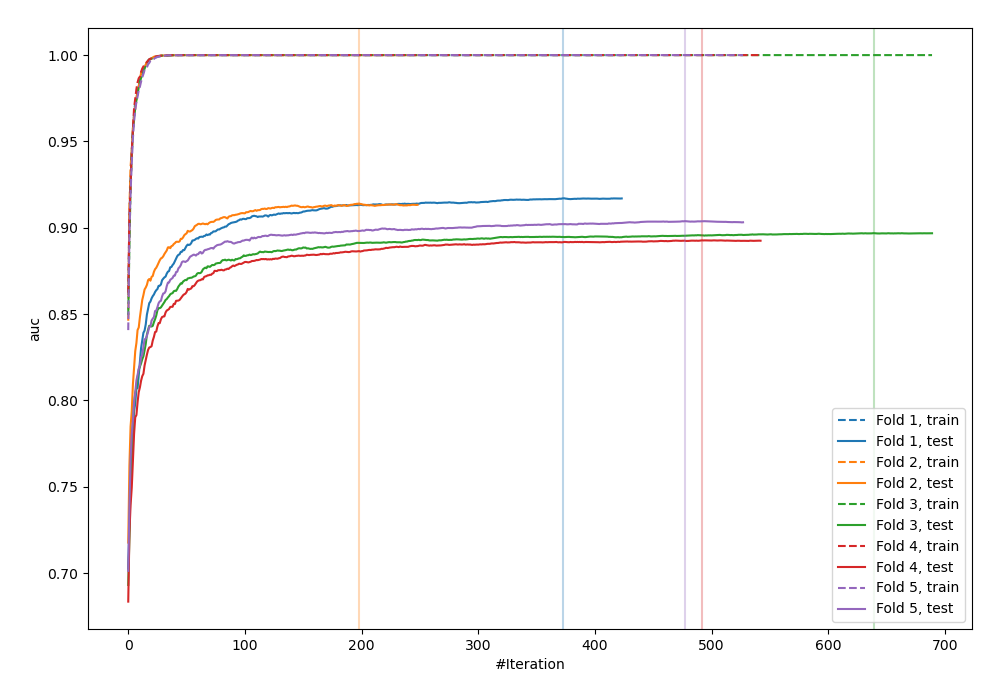 1.00
0.95
0.90
0.85
0.80
0.75
0.70
auc
0
100
200
300
400
500
600
700
#Iteration
Fold 1, train
Fold 1, test
Fold 2, train
Fold 2, test
Fold 3, train
Fold 3, test
Fold 4, train
Fold 4, test
Fold 5, train
Fold 5, test